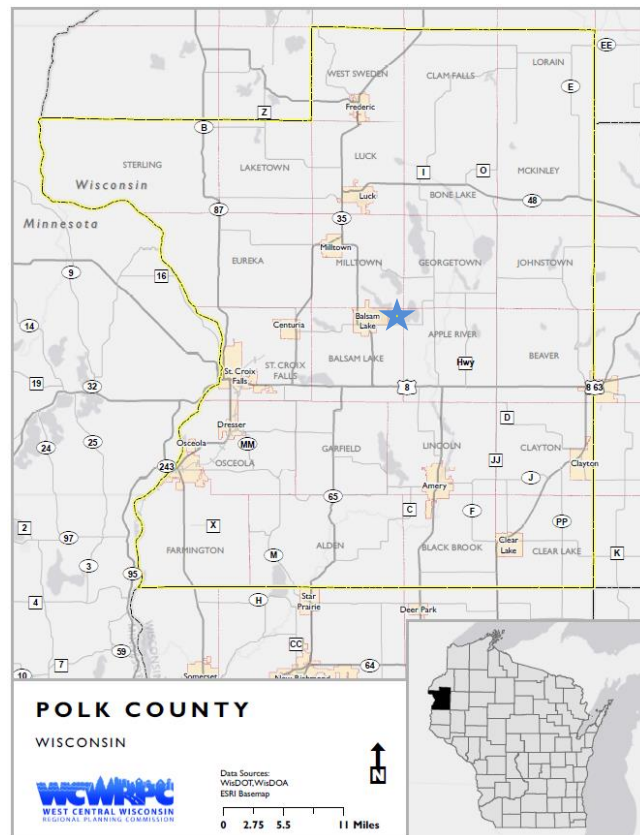 LORAIN
EE
WEST SWEDEN
CLAM FALLS
E
Frederic
Z
B
LUCK
STERLING
LAKETOWN
I
O
MCKINLEY
Wisconsin
BONE LAKE
Luck
48
87
35
Minnesota
Milltown
EUREKA
MILLTOWN
GEORGETOWN
JOHNSTOWN
9
16
Balsam
Lake
14
Centuria
APPLE RIVER
BALSAM LAKE
BEAVER
ST. CROIX
FALLS
Hwy
St. Croix
Falls
19
32
8
8 63
D
Dresser
24
25
Osceola
MM
GARFIELD
LINCOLN
CLAYTON
JJ
243
OSCEOLA
Clayton
J
Amery
65
2
X
C
F
PP
97
Clear
Lake
FARMINGTON
M
ALDEN
BLACK BROOK
CLEAR LAKE
K
3
95
4
H
Star
Prairie
Deer Park
59
CC
7
64
10
Somerset
New Richmond
WISCONSIN
POLK COUNTY
WISCONSIN
N
WCWRPC
WEST CENTRAL WISCONSIN
REGIONAL PLANNING COMMISSION
Data Sources:
WisDOT, WisDOA
ESRI Basemap
0 2.75 5.5 11 Miles